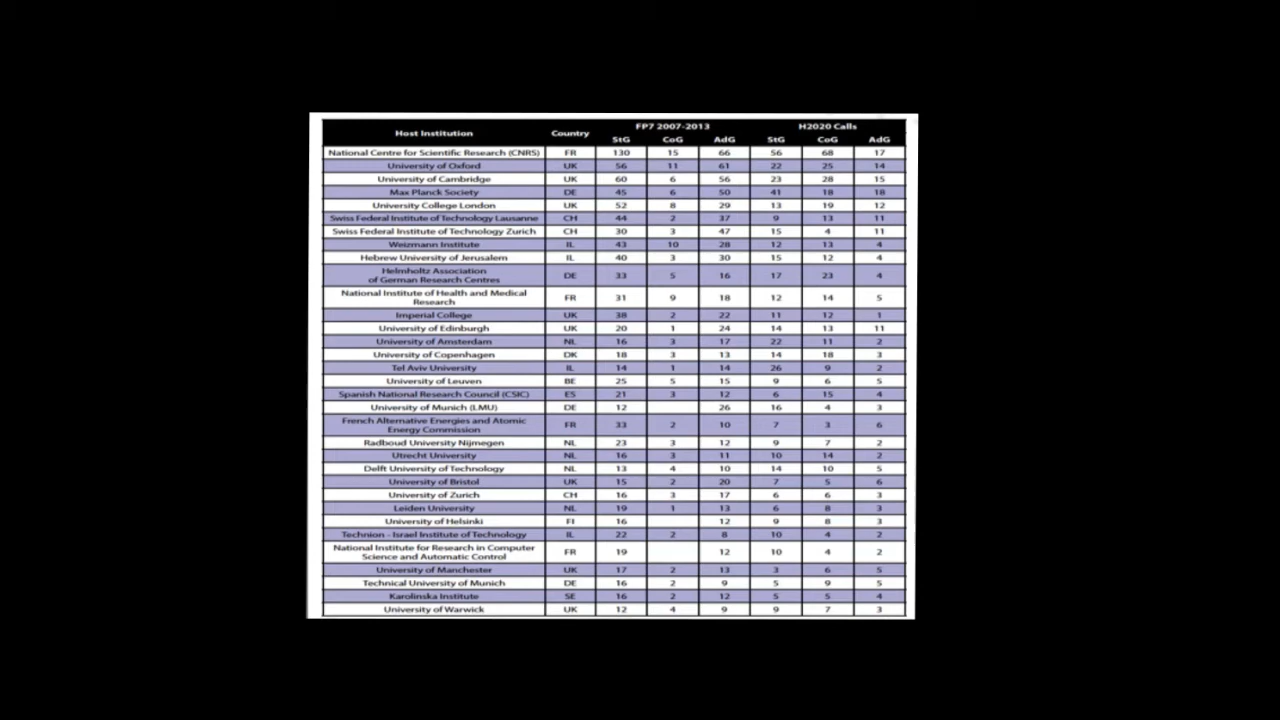 Host Institution Country FP7 2007-2013 H2020 Calls
StG CoG AdG StG CoG AdG
National Centre for Scientific Research (CNRS) FR 130 15 66 56 68 17
University of Oxford UK 56 11 61 22 25 14
University of Cambridge UK 60 6 56 23 28 15
Max Planck Society DE 45 6 50 41 18 18
University College London UK 52 8 29 13 19 12
Swiss Federal Institute of Technology Lausanne CH 44 2 37 9 13 11
Swiss Federal Institute of Technology Zurich CH 30 3 47 15 4 11
Weizmann Institute IL 43 10 28 12 13 4
Hebrew University of Jerusalem IL 40 3 30 15 12 4
Helmholtz Association
of German Research Centres DE 33 5 16 17 23 4
National Institute of Health and Medical
Research FR 31 9 18 12 14 5
Imperial College UK 38 2 22 11 12 1
University of Edinburgh UK 20 1 24 14 13 11
University of Amsterdam NL 16 3 17 22 11 2
University of Copenhagen DK 18 3 13 14 18 3
Tel Aviv University IL 14 1 14 26 9 2
University of Leuven BE 25 5 15 9 6 5
Spanish National Research Council (CSIC) ES 21 3 12 6 15 4
University of Munich (LMU) DE 12 26 16 4 3
French Alternative Energies and Atomic
Energy Commission FR 33 2 10 7 3 6
Radboud University Nijmegen NL 23 3 12 9 7 2
Utrecht University NL 16 3 11 10 14 2
Delft University of Technology NL 13 4 10 14 10 5
University of Bristol UK 15 2 20 7 5 6
University of Zurich CH 16 3 17 6 6 3
Leiden University NL 19 1 13 6 8 3
University of Helsinki FI 16 12 9 8 3
Technion - Israel Institute of Technology IL 22 2 8 10 4 2
National Institute for Research in Computer
Science and Automatic Control FR 19 12 10 4 2
University of Manchester UK 17 2 13 3 6 5
Technical University of Munich DE 16 2 9 5 9 5
Karolinska Institute SE 16 2 12 5 5 4
University of Warwick UK 12 4 9 9 7 3